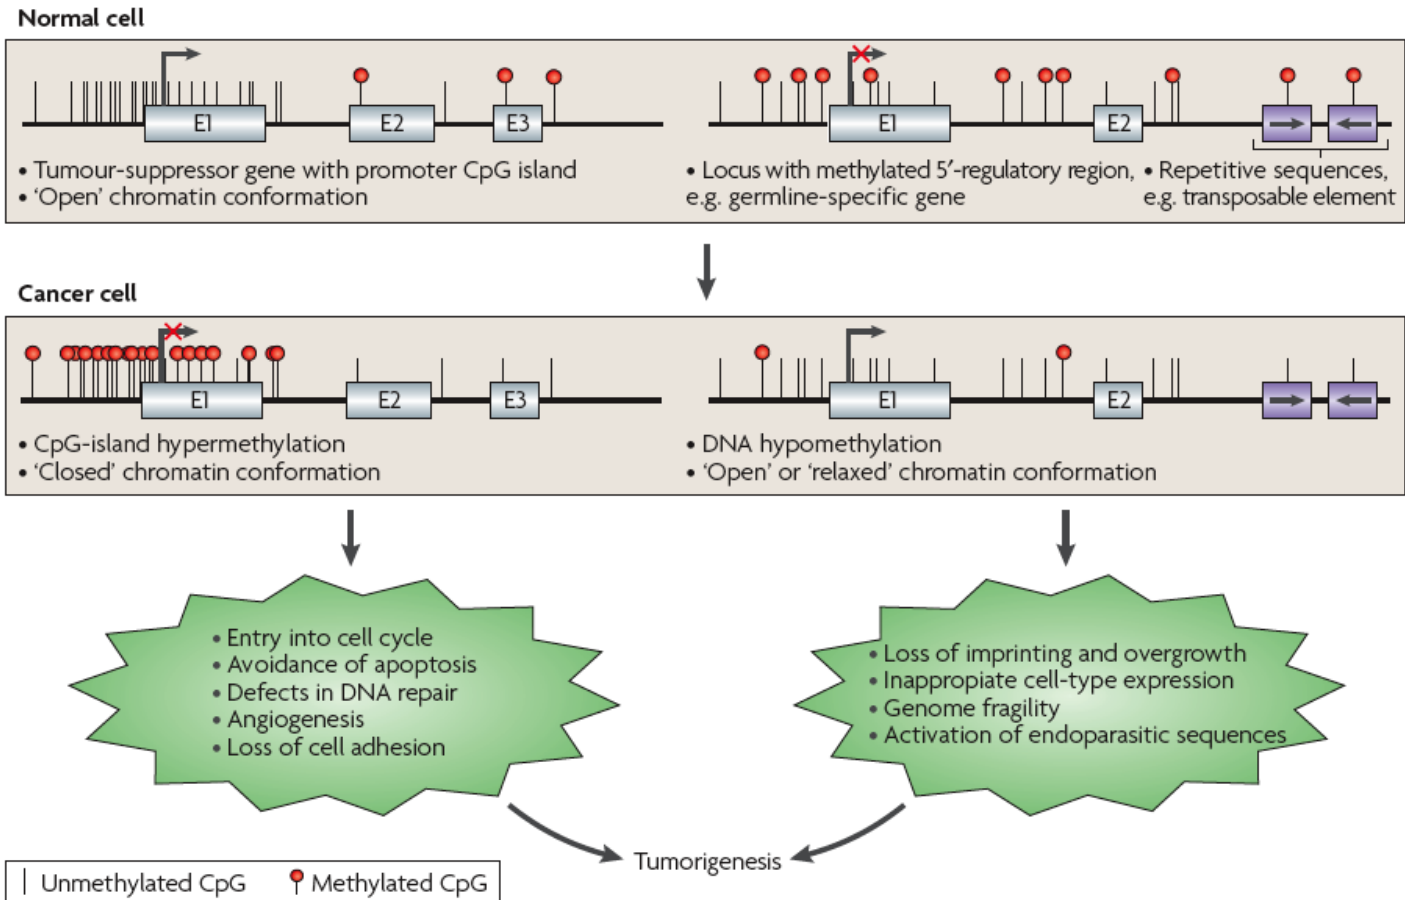 Normal cell
E1 E2 E3 E1 E2
• Tumour-suppressor gene with promoter CpG island
• ‘Open’ chromatin conformation
• Locus with methylated 5′-regulatory region,
e.g. germline-specific gene
• Repetitive sequences,
e.g. transposable element
Cancer cell
E1 E2 E3 E1 E2
• CpG-island hypermethylation
• ‘Closed’ chromatin conformation
• DNA hypomethylation
• ‘Open’ or ‘relaxed’ chromatin conformation
• Entry into cell cycle
• Avoidance of apoptosis
• Defects in DNA repair
• Angiogenesis
• Loss of cell adhesion
• Loss of imprinting and overgrowth
• Inappropiate cell-type expression
• Genome fragility
• Activation of endoparasitic sequences
Tumorigenesis
Unmethylated CpG
Methylated CpG